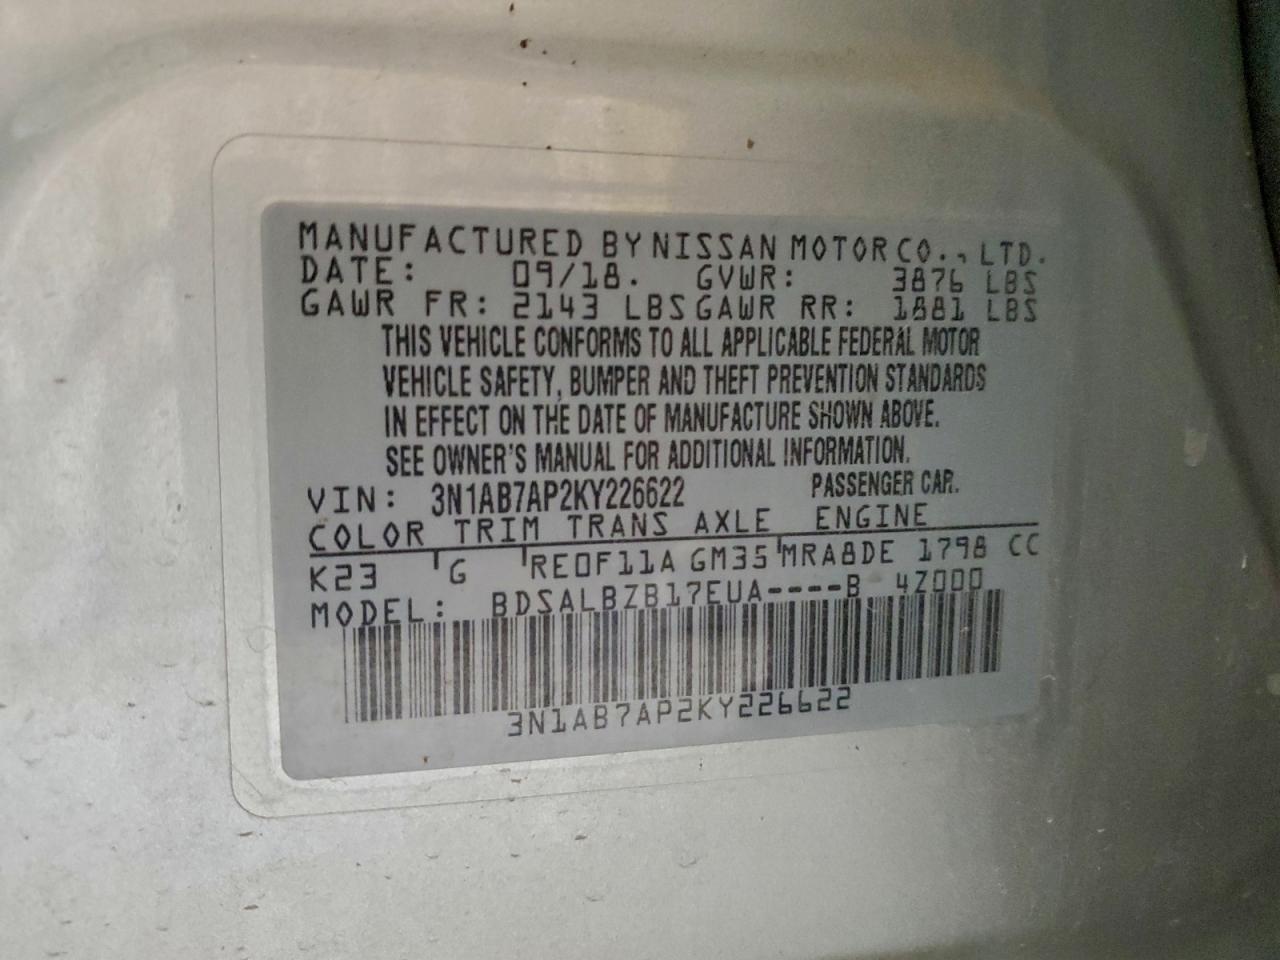 MANUFACTURED BY NISSAN MOTOR CO., LTD.
DATE: 09/18. GVWR: 3876 LBS
GAWR FR: 2143 LBS GAWR RR: 1881 LBS
THIS VEHICLE CONFORMS TO ALL APPLICABLE FEDERAL MOTOR
VEHICLE SAFETY, BUMPER AND THEFT PREVENTION STANDARDS
IN EFFECT ON THE DATE OF MANUFACTURE SHOWN ABOVE.
SEE OWNER'S MANUAL FOR ADDITIONAL INFORMATION.
VIN: 3N1AB7AP2KY226622 PASSENGER CAR.
COLOR TRIM TRANS AXLE ENGINE
K23 G RE0F11A GM35 MRA8DE 1798 CC
MODEL: BDSALBZB17EUA----B 4Z000
3N1AB7AP2KY226622